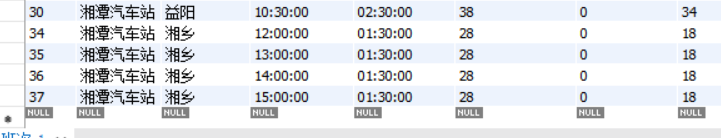 30 湘潭汽车站 益阳 10:30:00 02:30:00 38 0 34
34 湘潭汽车站 湘乡 12:00:00 01:30:00 28 0 18
35 湘潭汽车站 湘乡 13:00:00 01:30:00 28 0 18
36 湘潭汽车站 湘乡 14:00:00 01:30:00 28 0 18
37 湘潭汽车站 湘乡 15:00:00 01:30:00 28 0 18
NULL NULL NULL NULL NULL NULL NULL NULL